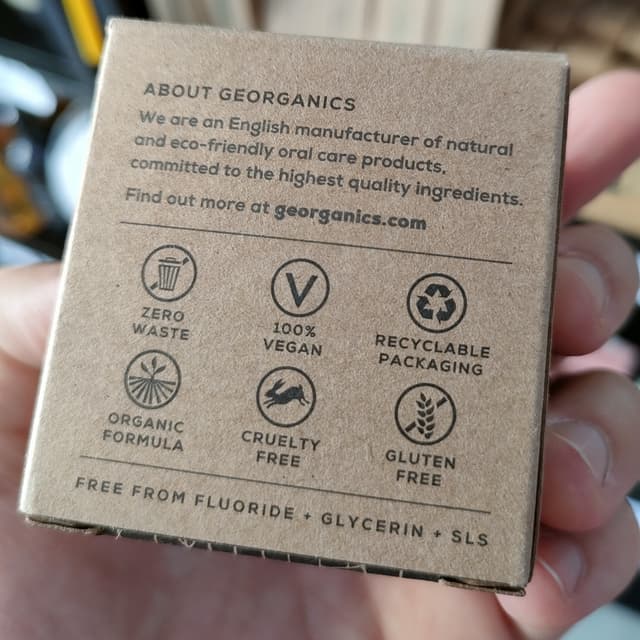 ABOUT GEORGANICS
We are an English manufacturer of natural
and eco-friendly oral care products,
committed to the highest quality ingredients.
Find out more at georganics.com
ZERO
WASTE
V
100%
VEGAN
RECYCLABLE
PACKAGING
ORGANIC
FORMULA
CRUELTY
FREE
GLUTEN
FREE
FREE FROM FLUORIDE + GLYCERIN + SLS